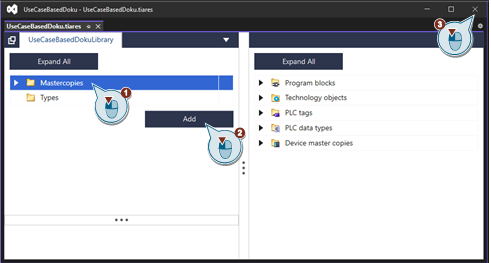 UseCaseBasedDoku - UseCaseBasedDoku.tiares
UseCaseBasedDoku.tiares
UseCaseBasedDokuLibrary
Expand All
Mastercopies
Types
Add
Expand All
Program blocks
Technology objects
PLC tags
PLC data types
Device master copies
1
2
3